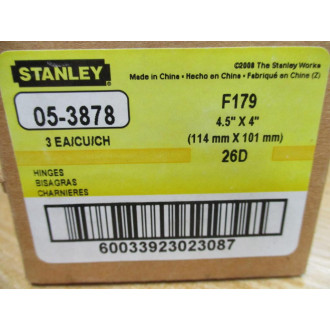 ©2008 The Stanley Works
STANLEY
Made in China • Hecho en China • Fabriqué en Chine (Z)
05-3878
3 EA/CU/CH
F179
4.5" X 4"
(114 mm X 101 mm)
26D
HINGES
BISAGRAS
CHARNIERES
60033923023087